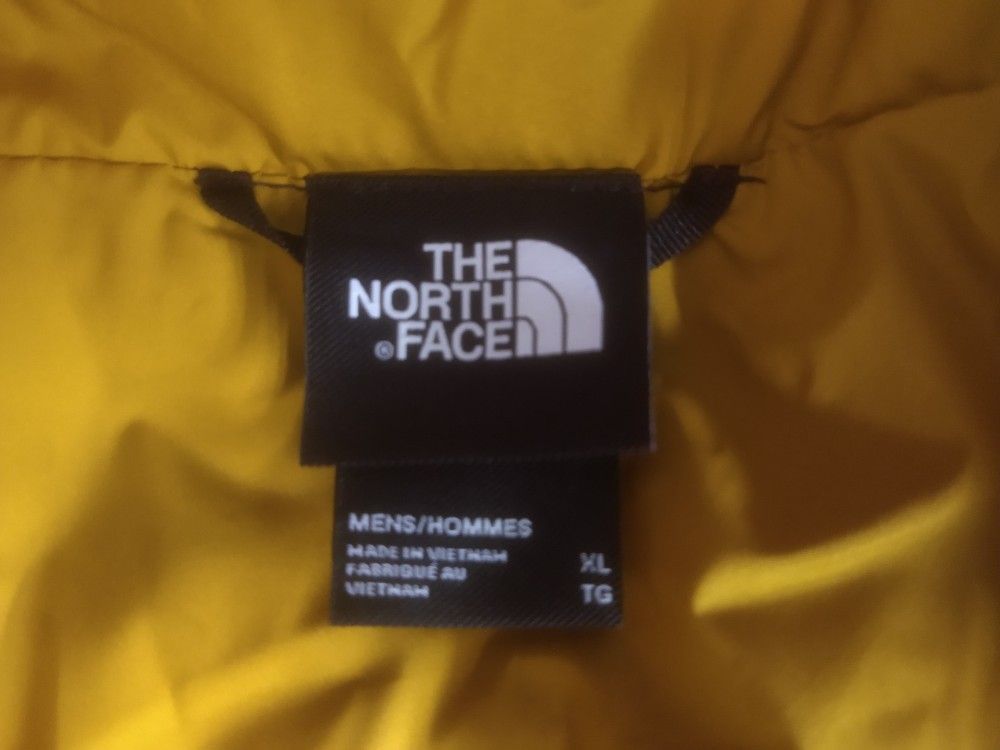 THE
NORTH
®FACE
MENS/HOMMES
MADE IN VIETNAM
FABRIQUÉ AU
VIETNAM
XL
TG